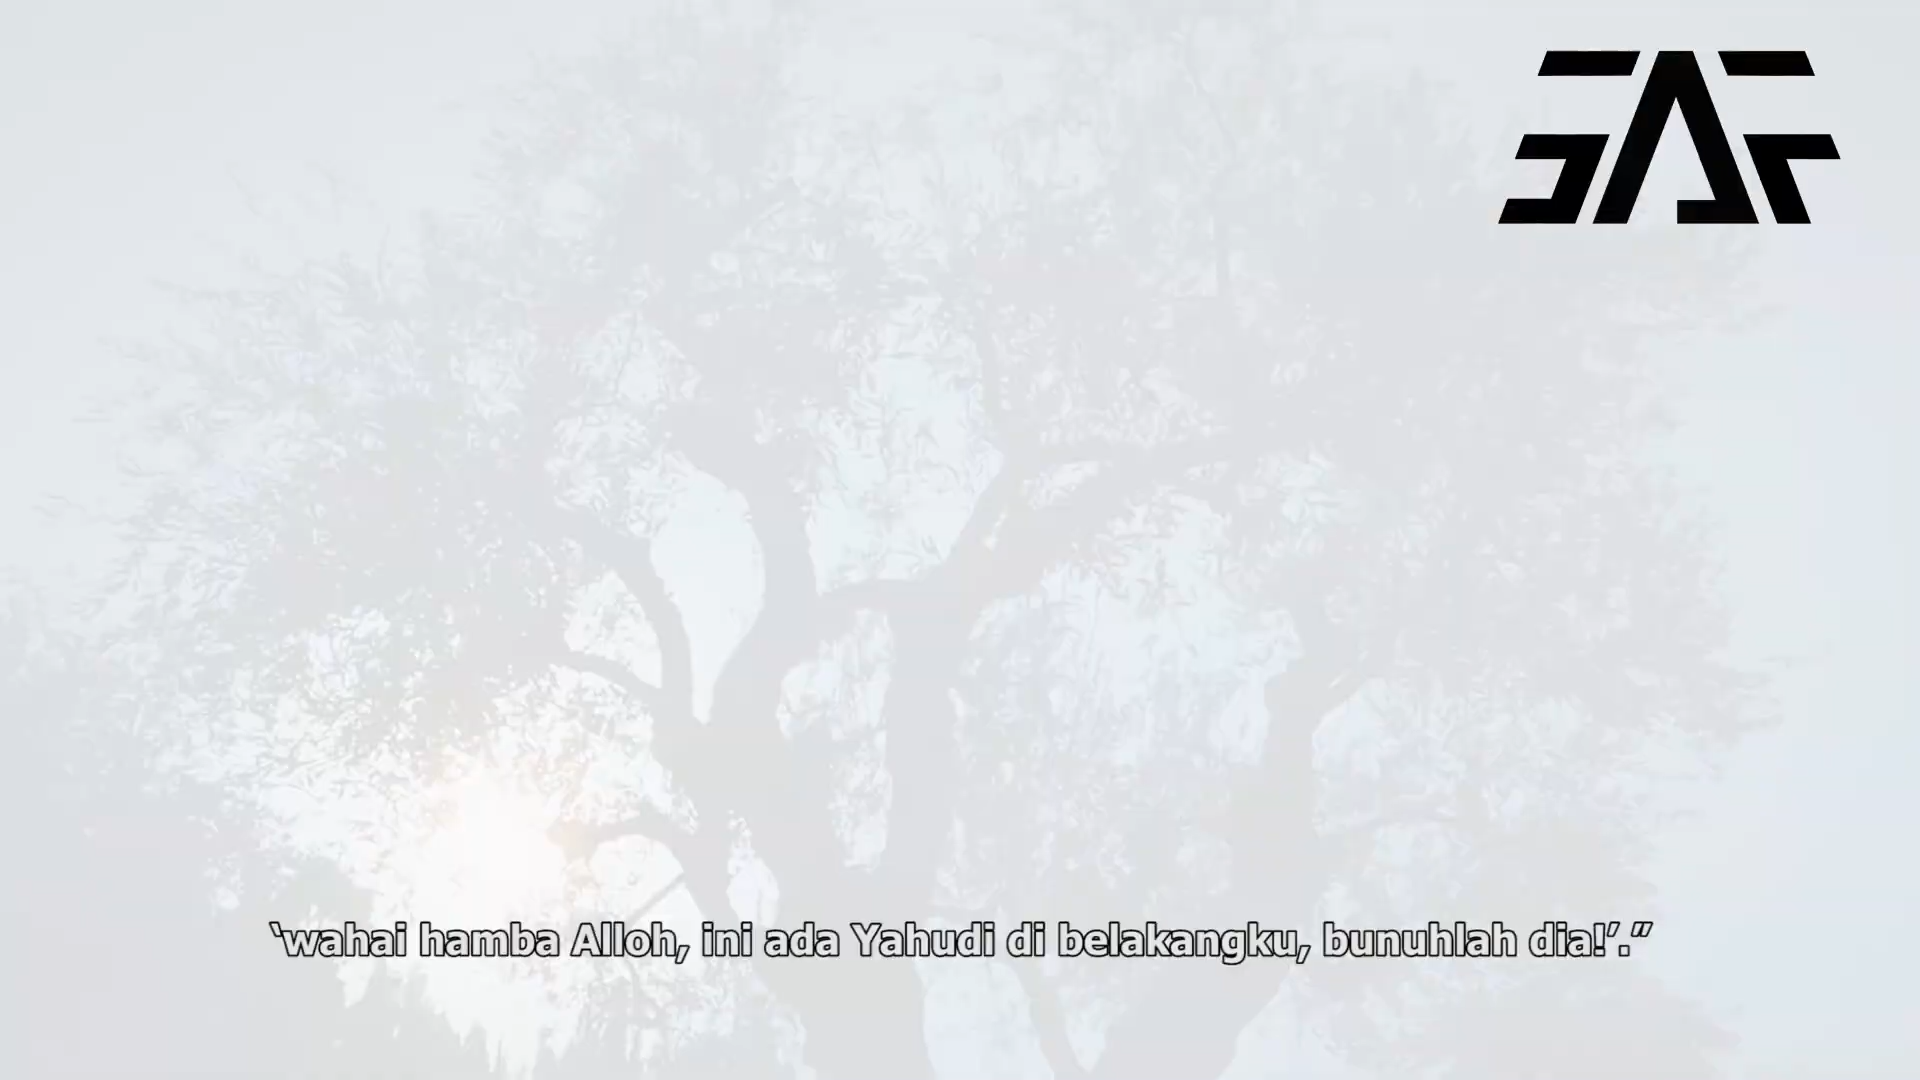 ‘wahai hamba Alloh, ini ada Yahudi di belakangku, bunuhlah dia!’.”